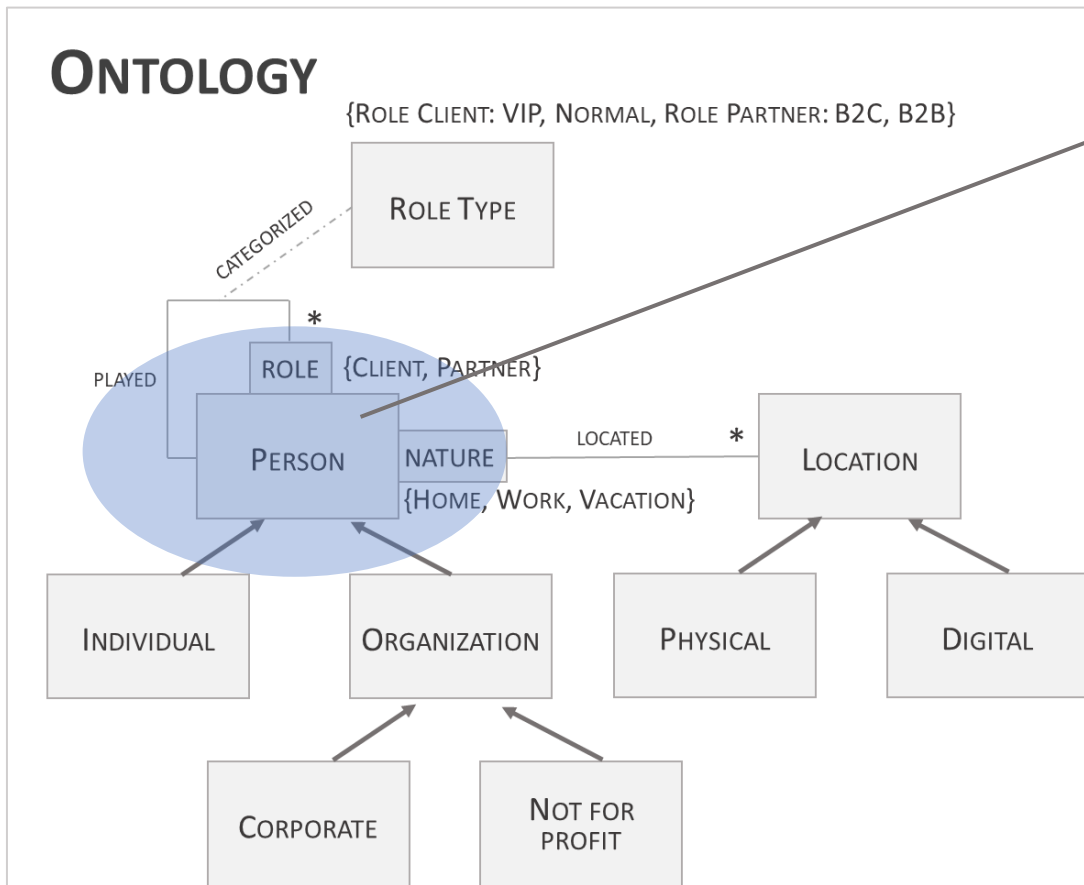 ONTOLOGY
{ROLE CLIENT: VIP, NORMAL, ROLE PARTNER: B2C, B2B}
ROLE TYPE
CATEGORIZED
*
ROLE
{CLIENT, PARTNER}
PLAYED
PERSON
NATURE
LOCATED
*
LOCATION
{HOME, WORK, VACATION}
INDIVIDUAL
ORGANIZATION
PHYSICAL
DIGITAL
CORPORATE
NOT FOR
PROFIT